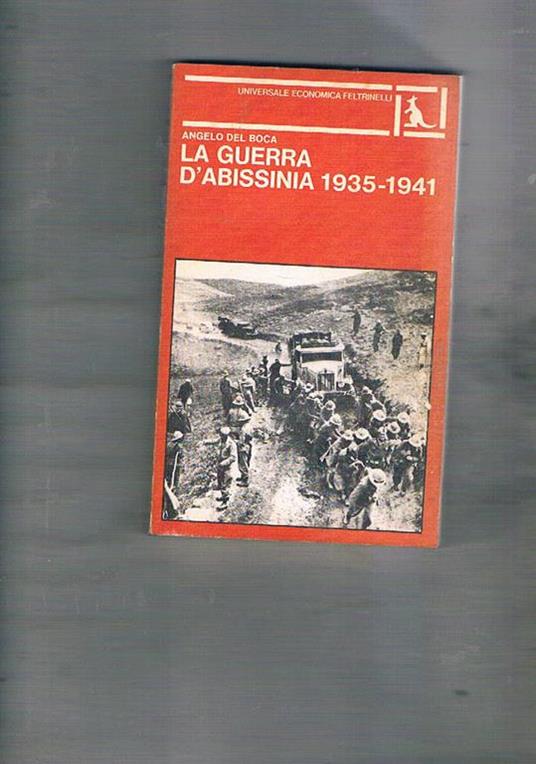 UNIVERSALE ECONOMICA FELTRINELLI
ANGELO DEL BOCA
LA GUERRA
D'ABISSINIA 1935-1941